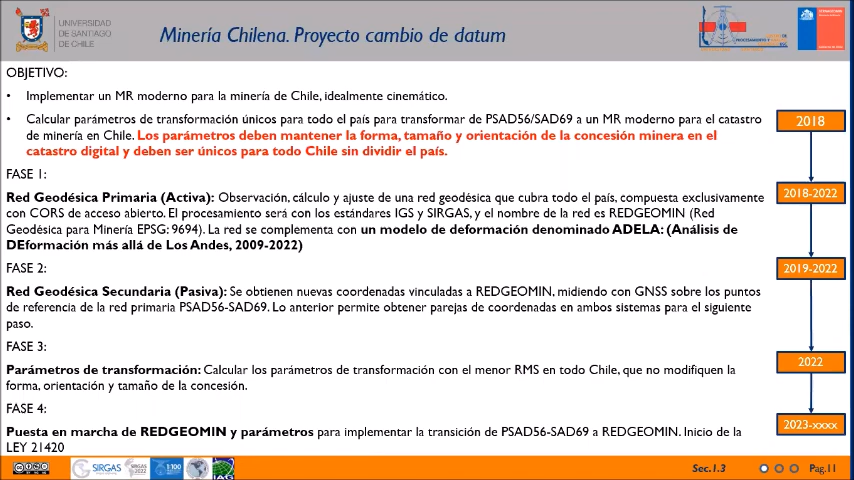 UNIVERSIDAD
DE SANTIAGO
DE CHILE
Minería Chilena. Proyecto cambio de datum
OBJETIVO:
• Implementar un MR moderno para la minería de Chile, idealmente cinemático.
• Calcular parámetros de transformación únicos para todo el país para transformar de PSAD56/SAD69 a un MR moderno para el catastro
de minería en Chile. Los parámetros deben mantener la forma, tamaño y orientación de la concesión minera en el
catastro digital y deben ser únicos para todo Chile sin dividir el país.
2018
FASE 1:
Red Geodésica Primaria (Activa): Observación, cálculo y ajuste de una red geodésica que cubra todo el país, compuesta exclusivamente
con CORS de acceso abierto. El procesamiento será con los estándares IGS y SIRGAS, y el nombre de la red es REDGEOMIN (Red
Geodésica para Minería EPSG: 9694). La red se complementa con un modelo de deformación denominado ADELA: (Análisis de
DEformación más allá de Los Andes, 2009-2022)
2018-2022
FASE 2:
Red Geodésica Secundaria (Pasiva): Se obtienen nuevas coordenadas vinculadas a REDGEOMIN, midiendo con GNSS sobre los puntos
de referencia de la red primaria PSAD56-SAD69. Lo anterior permite obtener parejas de coordenadas en ambos sistemas para el siguiente
paso.
2019-2022
FASE 3:
Parámetros de transformación: Calcular los parámetros de transformación con el menor RMS en todo Chile, que no modifiquen la
forma, orientación y tamaño de la concesión.
2022
FASE 4:
Puesta en marcha de REDGEOMIN y parámetros para implementar la transición de PSAD56-SAD69 a REDGEOMIN. Inicio de la
LEY 21420
2023-xxxx
SIRGAS
SIRGAS
2022
1:100
IAG
Sec.1.3
Pag.11